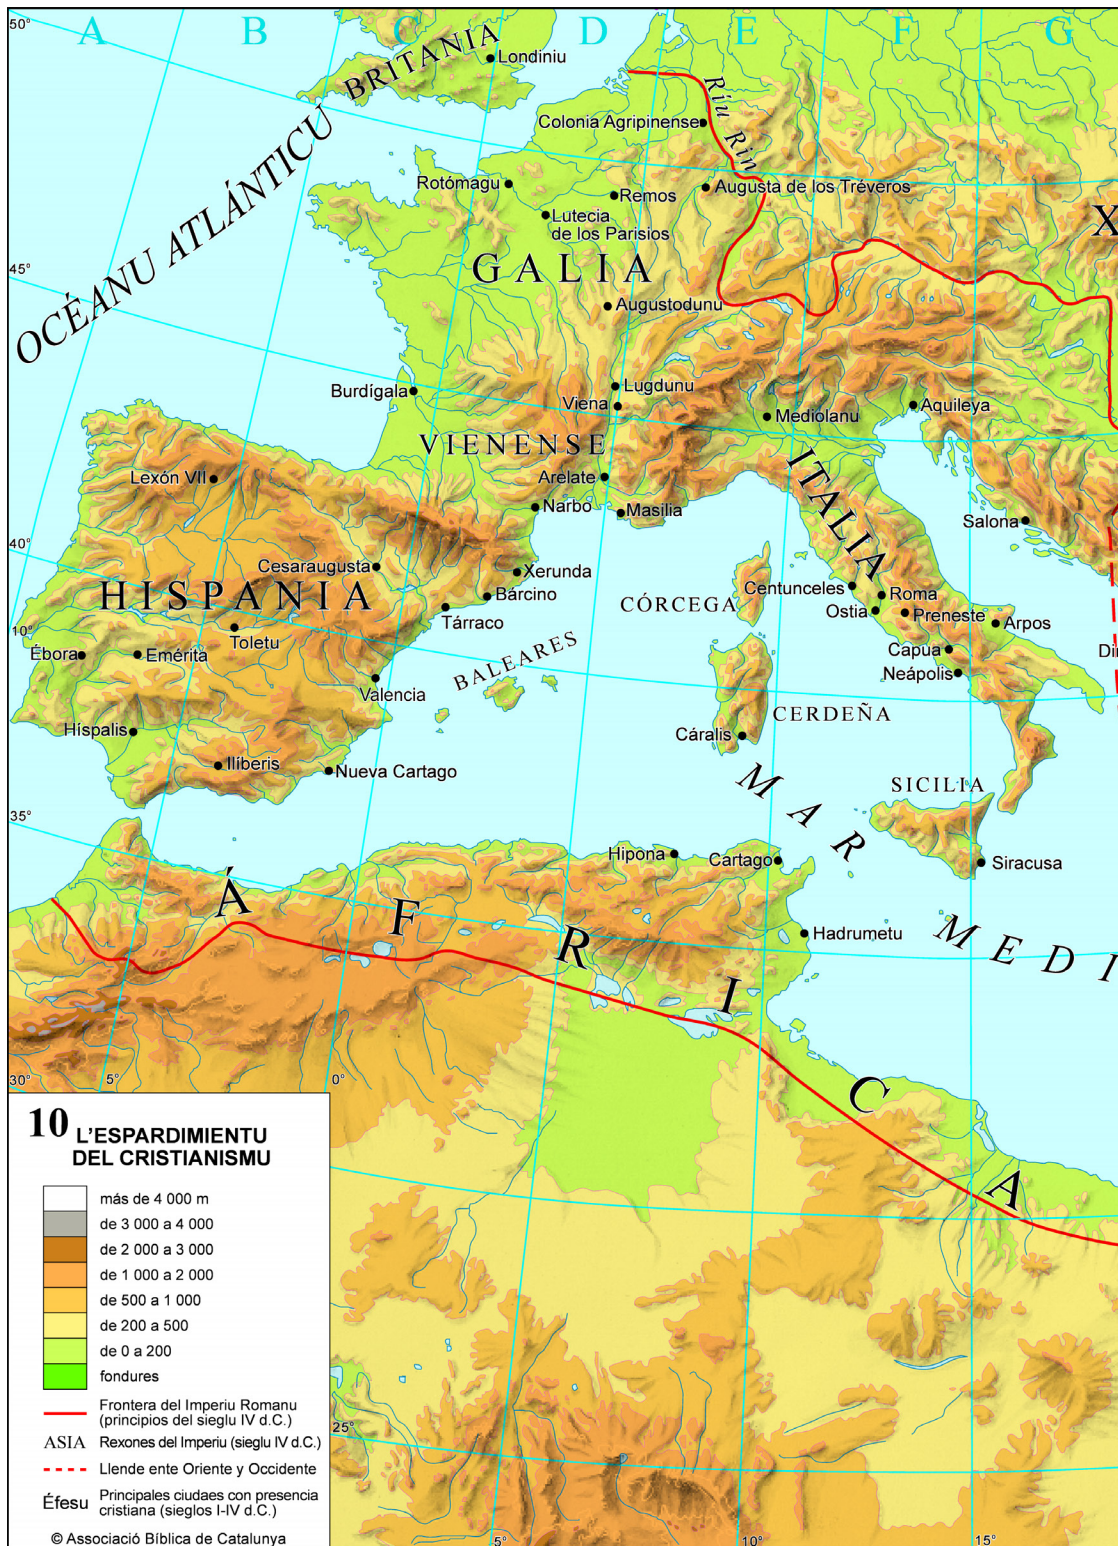 50°
A
B
C
D
E
F
G
BRITANIA
Londiniu
Ríu Rin
Colonia Agripinense
OCÉANU ATLÁNTICU
Rotómagu
Remos
Augusta de los Tréveros
Lutecia
de los Parisios
X
GALIA
45°
Augustodunu
Burdígala
Lugdunu
Viena
Mediolanu
Aquileya
VIENENSE
ITALIA
Lexón VII
Arelate
Narbo
Masilia
Salona
40°
Cesaraugusta
Xerunda
HISPANIA
Bárcino
Tárraco
CÓRCEGA
Centunceles
Roma
Ostia
Preneste
Arpos
10°
Toletu
Ébora
Emérita
BALEARES
Capua
Neápolis
Din
Valencia
CERDEÑA
Híspalis
Cáralis
Ilíberis
Nueva Cartago
MAR
SICILIA
35°
Hipona
Cartago
Siracusa
ÁFRICA
Hadrumetu
MEDI
30°
5°
0°
10 L'ESPARDIMIENTU
DEL CRISTIANISMU
más de 4 000 m
de 3 000 a 4 000
de 2 000 a 3 000
de 1 000 a 2 000
de 500 a 1 000
de 200 a 500
de 0 a 200
fondures
Frontera del Imperiu Romanu
(principios del sieglu IV d.C.)
ASIA Rexones del Imperiu (sieglu IV d.C.)
Llende ente Oriente y Occidente
Éfesu Principales ciudaes con presencia
cristiana (sieglos I-IV d.C.)
© Associació Bíblica de Catalunya
25°
5°
10°
15°